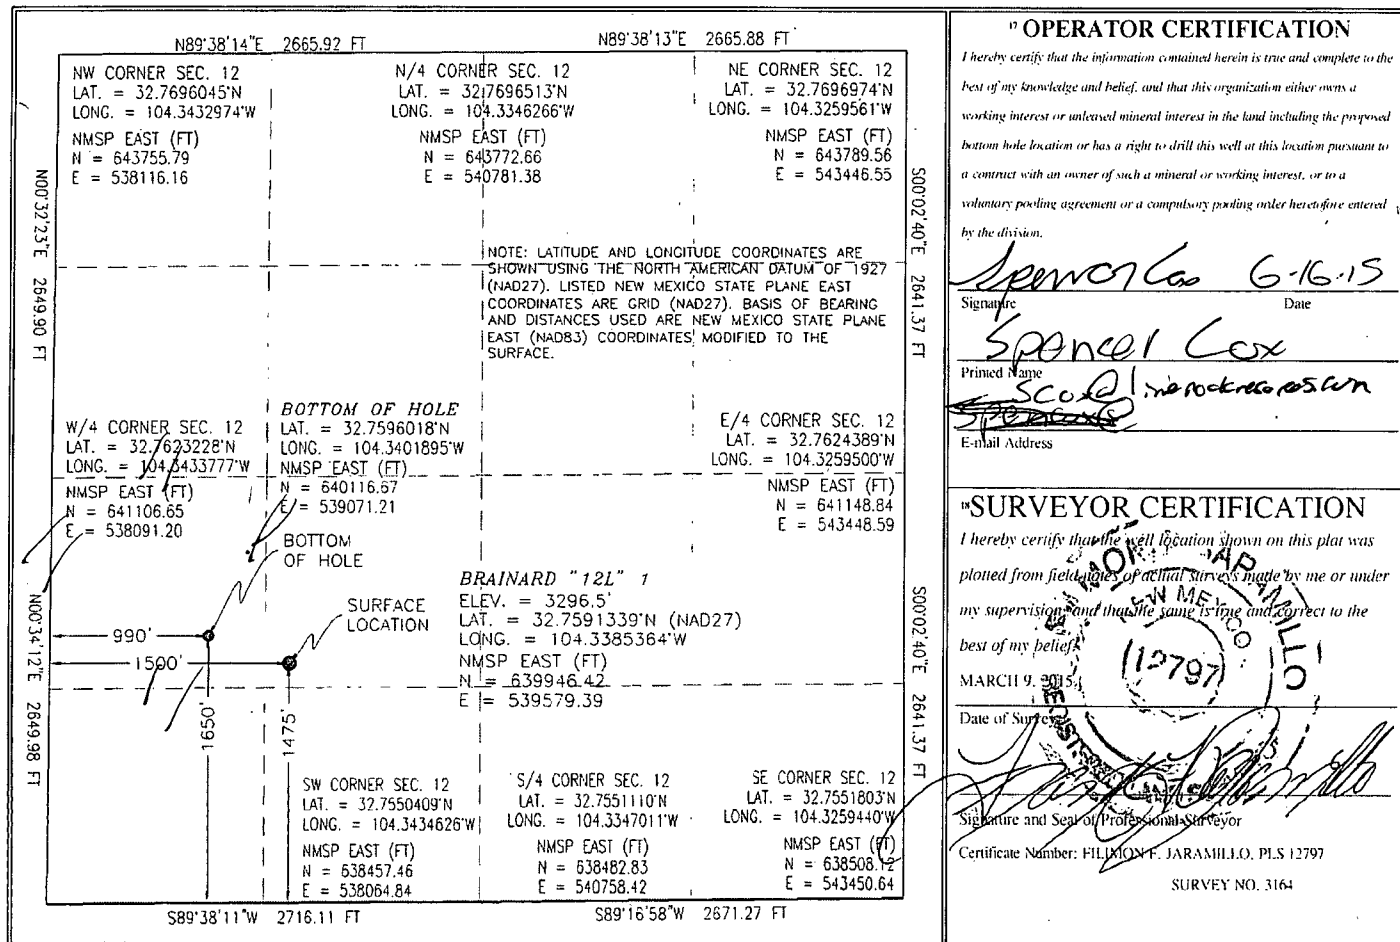 N89°38'14"E 2665.92 FT
N89°38'13"E 2665.88 FT
NW CORNER SEC. 12
LAT. = 32.7696045°N
LONG. = 104.3432974°W
NMSP EAST (FT)
N = 643755.79
E = 538116.16
N/4 CORNER SEC. 12
LAT. = 32.7696513°N
LONG. = 104.3346266°W
NMSP EAST (FT)
N = 643772.66
E = 540781.38
NE CORNER SEC. 12
LAT. = 32.7696974°N
LONG. = 104.3259561°W
NMSP EAST (FT)
N = 643789.56
E = 543446.55
N00°32'23"E 2649.90 FT
S00°02'40"E 2641.37 FT
NOTE: LATITUDE AND LONGITUDE COORDINATES ARE
SHOWN USING THE NORTH AMERICAN DATUM OF 1927
(NAD27). LISTED NEW MEXICO STATE PLANE EAST
COORDINATES ARE GRID (NAD27). BASIS OF BEARING
AND DISTANCES USED ARE NEW MEXICO STATE PLANE
EAST (NAD83) COORDINATES MODIFIED TO THE
SURFACE.
W/4 CORNER SEC. 12
LAT. = 32.7623228°N
LONG. = 104.3433777°W
NMSP EAST (FT)
N = 641106.65
E = 538091.20
BOTTOM OF HOLE
LAT. = 32.7596018°N
LONG. = 104.3401895°W
NMSP EAST (FT)
N = 640116.67
E = 539071.21
E/4 CORNER SEC. 12
LAT. = 32.7624389°N
LONG. = 104.3259500°W
NMSP EAST (FT)
N = 641148.84
E = 543448.59
BOTTOM
OF HOLE
SURFACE
LOCATION
BRAINARD "12L" 1
ELEV. = 3296.5'
LAT. = 32.7591339°N (NAD27)
LONG. = 104.3385364°W
NMSP EAST (FT)
N = 639946.42
E = 539579.39
N00°34'12"E 2649.98 FT
S00°02'40"E 2641.37 FT
990'
1500'
1650'
1475'
SW CORNER SEC. 12
LAT. = 32.7550409°N
LONG. = 104.3434626°W
NMSP EAST (FT)
N = 638457.46
E = 538064.84
S/4 CORNER SEC. 12
LAT. = 32.7551110°N
LONG. = 104.3347011°W
NMSP EAST (FT)
N = 638482.83
E = 540758.42
SE CORNER SEC. 12
LAT. = 32.7551803°N
LONG. = 104.3259440°W
NMSP EAST (FT)
N = 638508.12
E = 543450.64
S89°38'11"W 2716.11 FT
S89°16'58"W 2671.27 FT
17 OPERATOR CERTIFICATION
I hereby certify that the information contained herein is true and complete to the
best of my knowledge and belief, and that this organization either owns a
working interest or unleased mineral interest in the land including the proposed
bottom hole location or has a right to drill this well at this location pursuant to
a contract with an owner of such a mineral or working interest, or to a
voluntary pooling agreement or a compulsory pooling order heretofore entered
by the division.
Spencer Cox 6-16-15
Signature Date
Spencer Cox
Printed Name
E-mail Address
18 SURVEYOR CERTIFICATION
I hereby certify that the well location shown on this plat was
plotted from field notes of actual surveys made by me or under
my supervision, and that the same is true and correct to the
best of my belief.
MARCH 9, 2015
Date of Survey
JARAMILLO
NEW MEXICO
12797
Signature and Seal of Professional Surveyor
Certificate Number: FILIMON F. JARAMILLO, PLS 12797
SURVEY NO. 3164